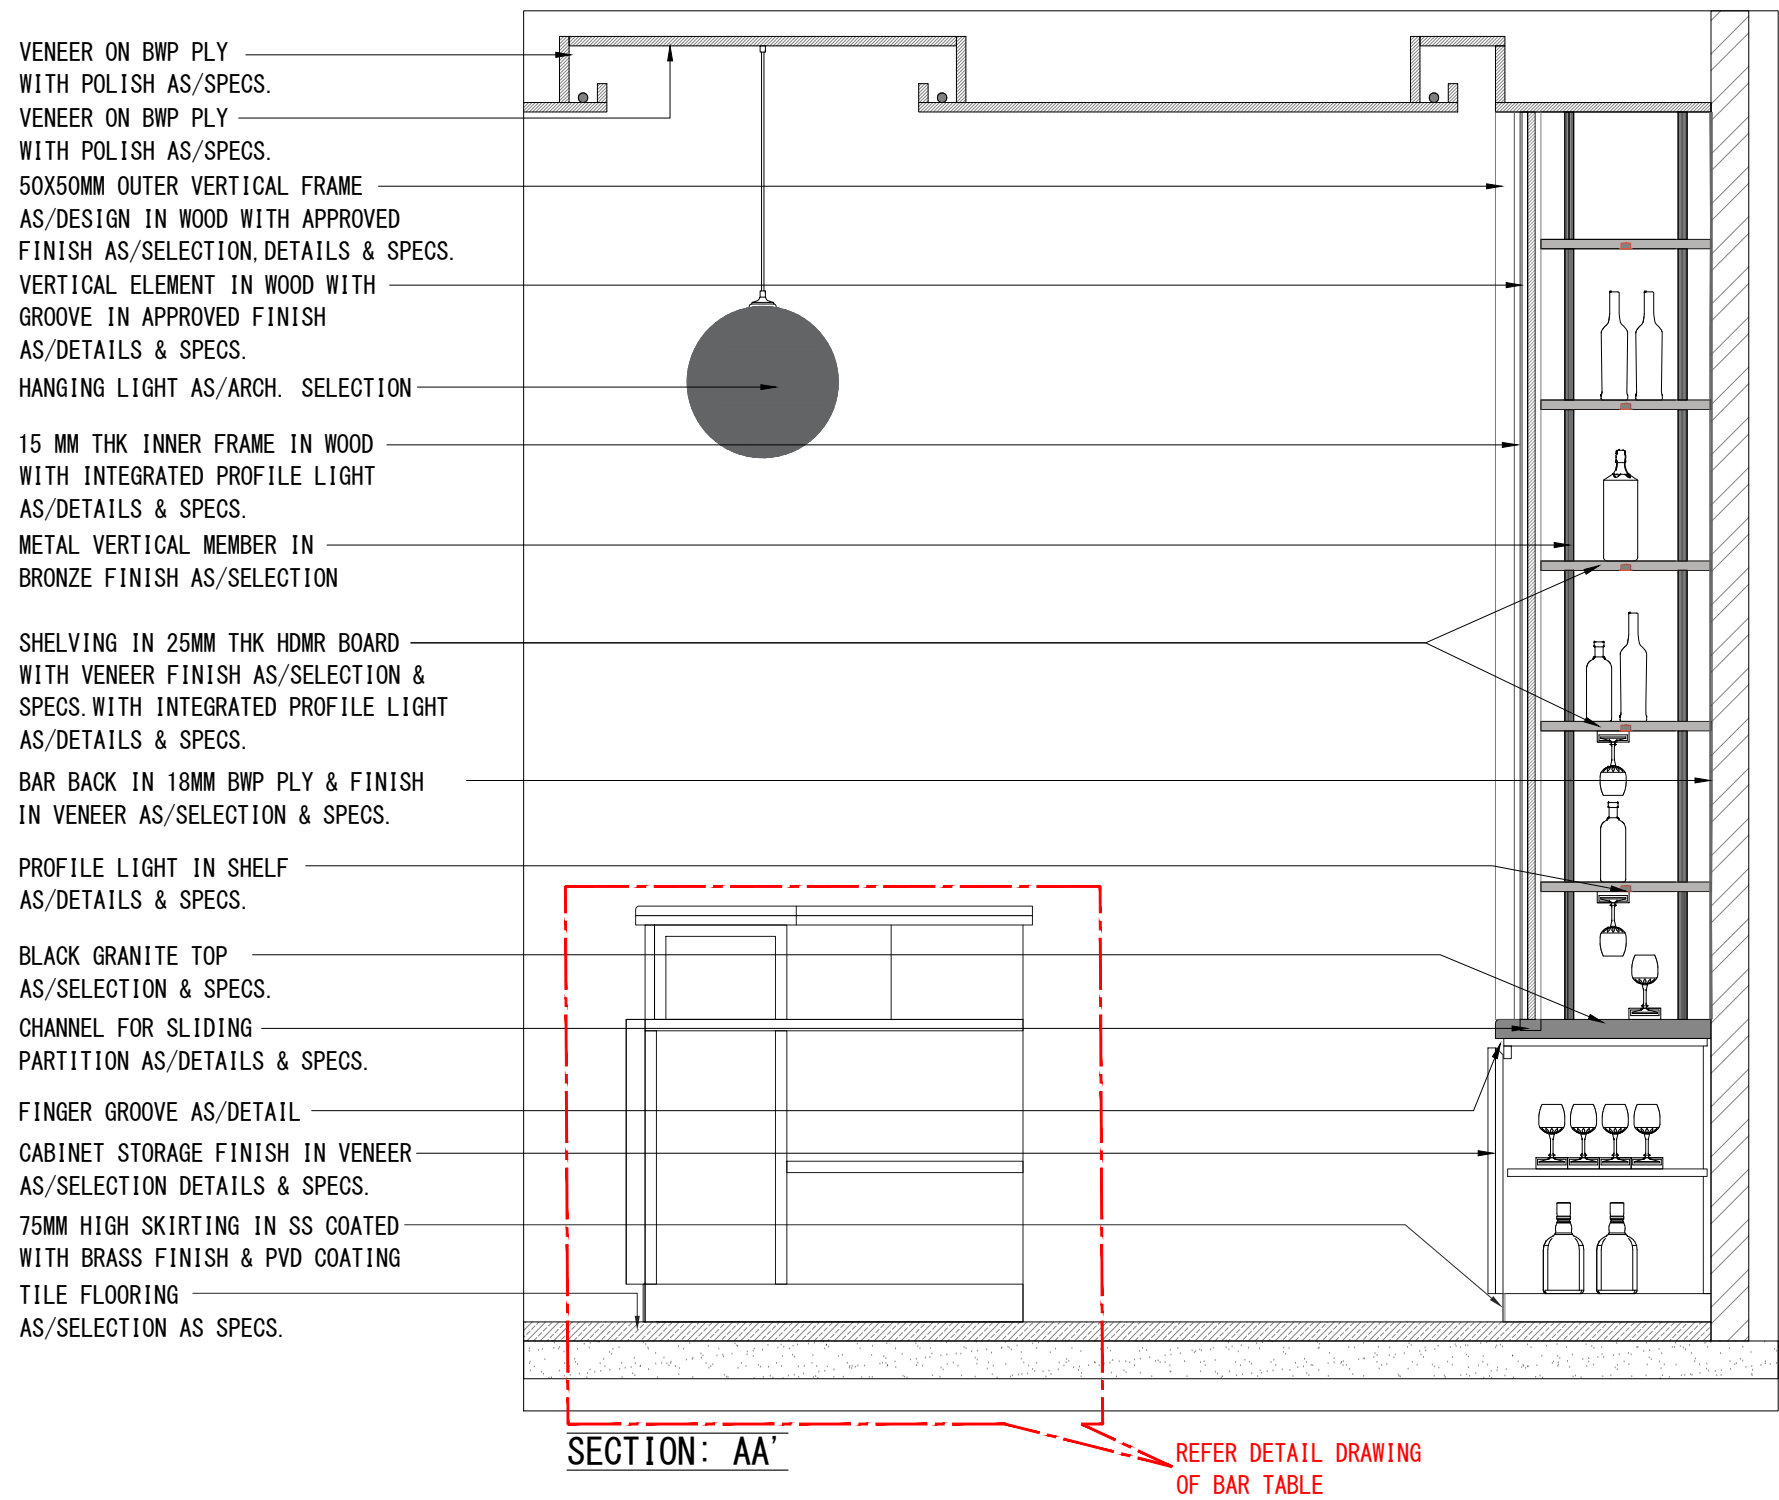 VENEER ON BWP PLY
WITH POLISH AS/SPECS.
VENEER ON BWP PLY
WITH POLISH AS/SPECS.
50X50MM OUTER VERTICAL FRAME
AS/DESIGN IN WOOD WITH APPROVED
FINISH AS/SELECTION, DETAILS & SPECS.
VERTICAL ELEMENT IN WOOD WITH
GROOVE IN APPROVED FINISH
AS/DETAILS & SPECS.
HANGING LIGHT AS/ARCH. SELECTION
15 MM THK INNER FRAME IN WOOD
WITH INTEGRATED PROFILE LIGHT
AS/DETAILS & SPECS.
METAL VERTICAL MEMBER IN
BRONZE FINISH AS/SELECTION
SHELVING IN 25MM THK HDMR BOARD
WITH VENEER FINISH AS/SELECTION &
SPECS. WITH INTEGRATED PROFILE LIGHT
AS/DETAILS & SPECS.
BAR BACK IN 18MM BWP PLY & FINISH
IN VENEER AS/SELECTION & SPECS.
PROFILE LIGHT IN SHELF
AS/DETAILS & SPECS.
BLACK GRANITE TOP
AS/SELECTION & SPECS.
CHANNEL FOR SLIDING
PARTITION AS/DETAILS & SPECS.
FINGER GROOVE AS/DETAIL
CABINET STORAGE FINISH IN VENEER
AS/SELECTION DETAILS & SPECS.
75MM HIGH SKIRTING IN SS COATED
WITH BRASS FINISH & PVD COATING
TILE FLOORING
AS/SELECTION AS SPECS.
SECTION: AA'
REFER DETAIL DRAWING
OF BAR TABLE